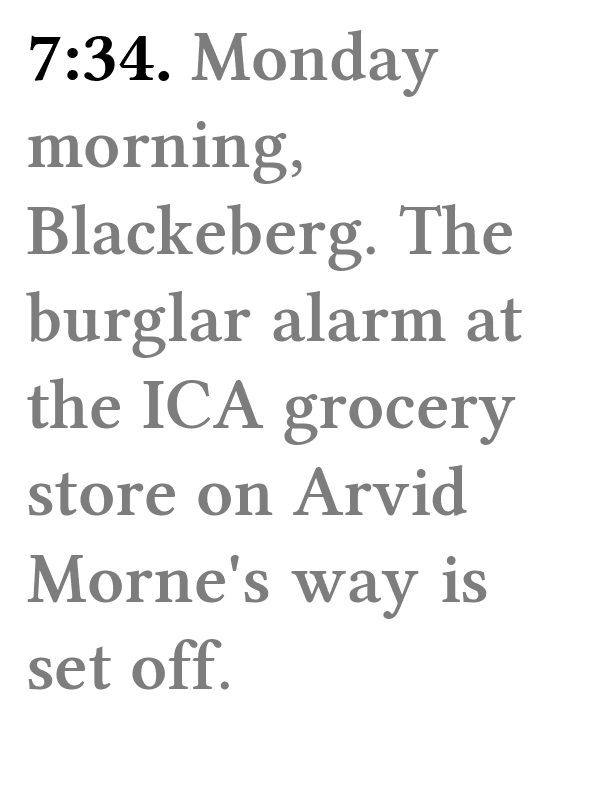 7:34. Monday
morning,
Blackeberg. The
burglar alarm at
the ICA grocery
store on Arvid
Morne's way is
set off.